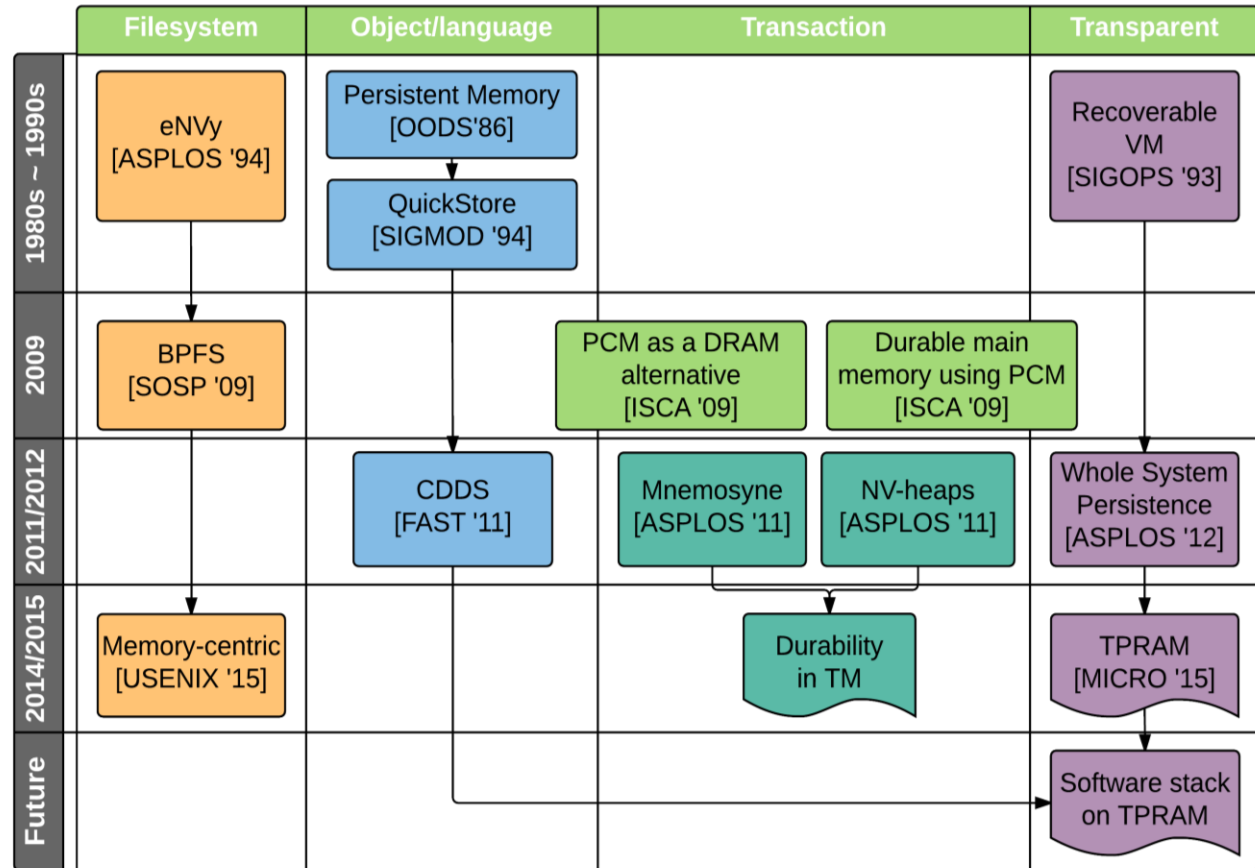 Filesystem
Object/language
Transaction
Transparent
1980s ~ 1990s
eNVy
[ASPLOS '94]
Persistent Memory
[OODS'86]
QuickStore
[SIGMOD '94]
Recoverable
VM
[SIGOPS '93]
2009
BPFS
[SOSP '09]
PCM as a DRAM
alternative
[ISCA '09]
Durable main
memory using PCM
[ISCA '09]
2011/2012
CDDS
[FAST '11]
Mnemosyne
[ASPLOS '11]
NV-heaps
[ASPLOS '11]
Whole System
Persistence
[ASPLOS '12]
2014/2015
Memory-centric
[USENIX '15]
Durability
in TM
TPRAM
[MICRO '15]
Future
Software stack
on TPRAM